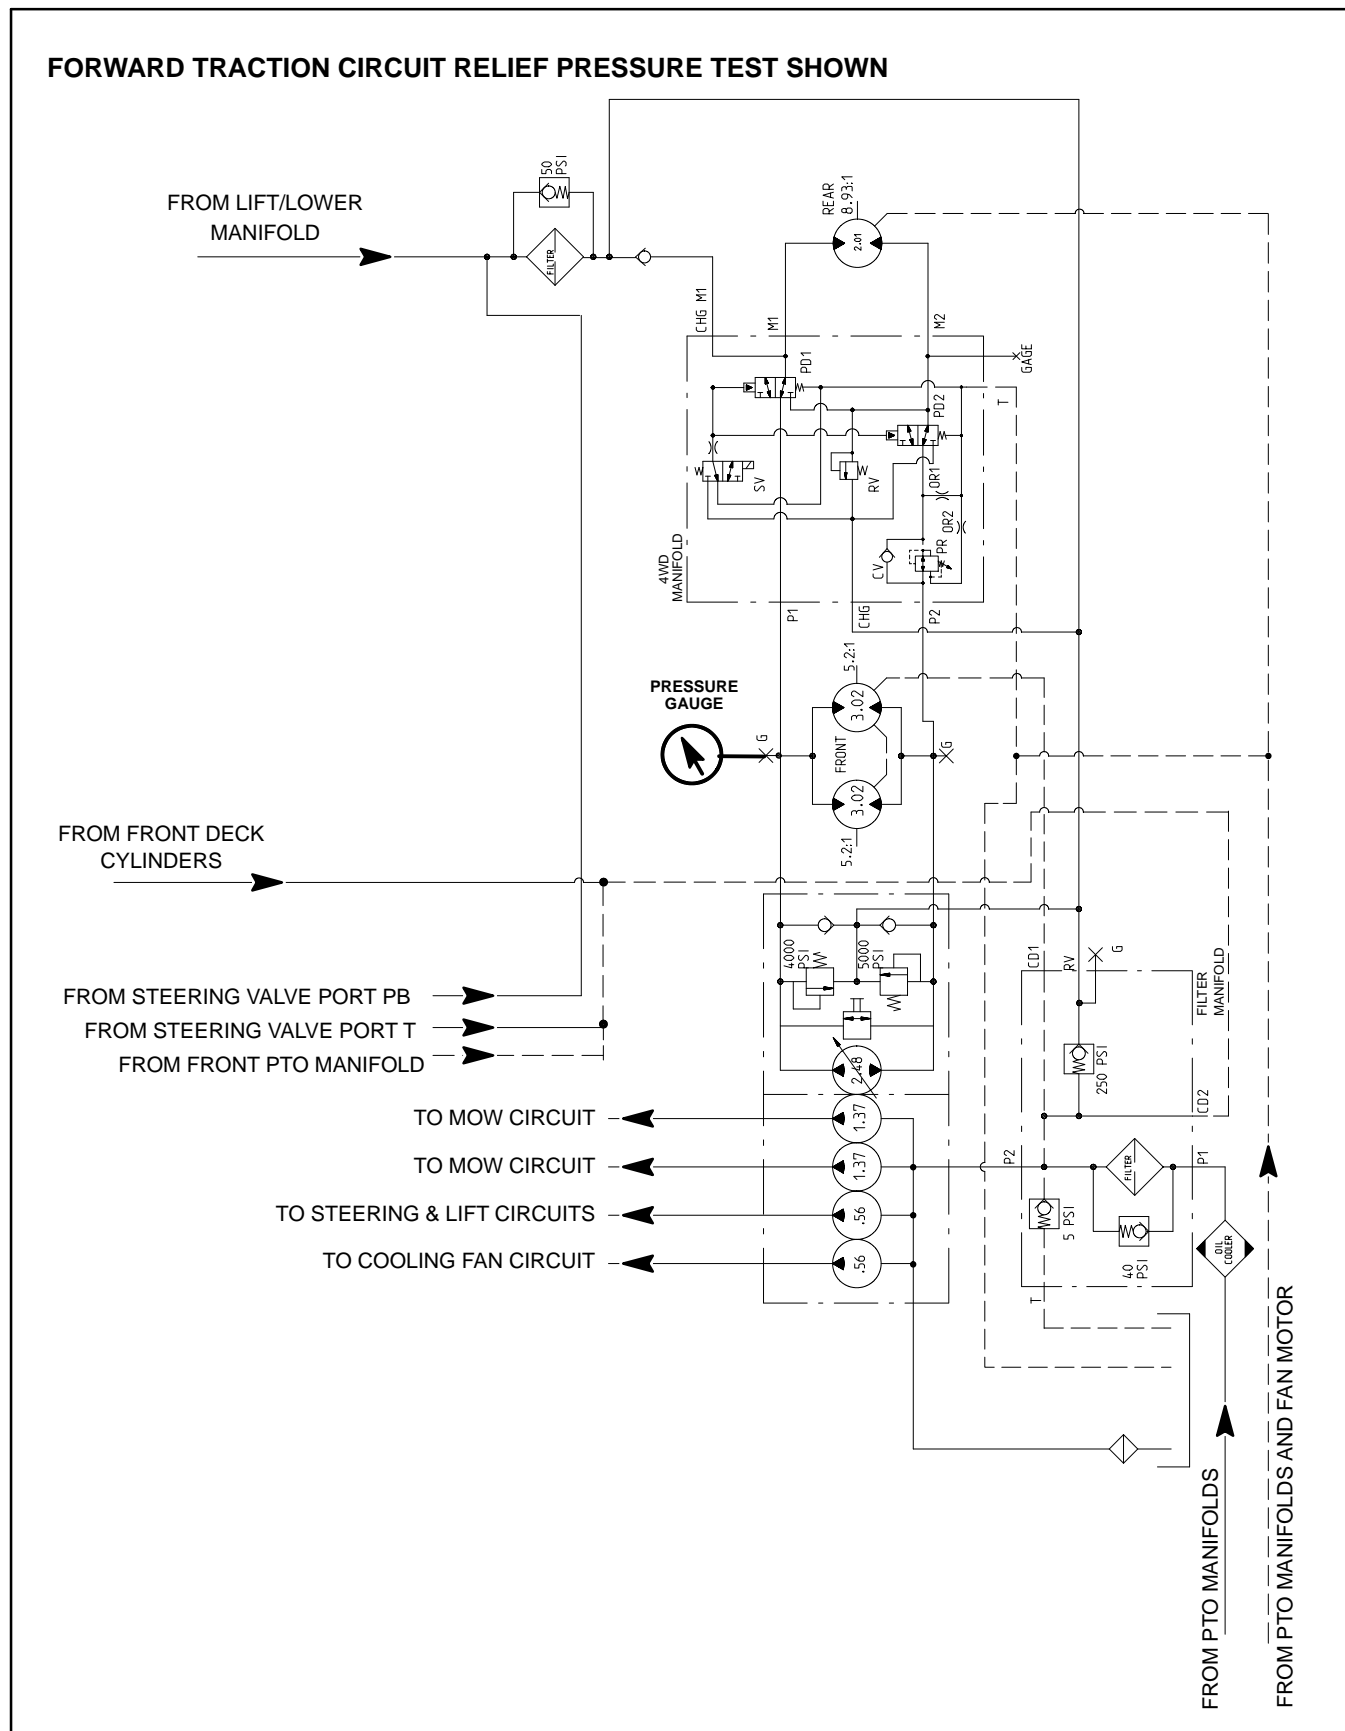 FORWARD TRACTION CIRCUIT RELIEF PRESSURE TEST SHOWN
50
PSI
FROM LIFT/LOWER
MANIFOLD
FILTER
REAR
8.93:1
2.01
CHG M1
M1
M2
GAGE
PD1
PD2
T
SV
RV
OR1
OR2
PR
CV
4WD
MANIFOLD
P1
CHG
P2
PRESSURE
GAUGE
G
5.2:1
3.02
FRONT
3.02
5.2:1
G
FROM FRONT DECK
CYLINDERS
4000
PSI
5000
PSI
CD1
RV
G
FILTER
MANIFOLD
FROM STEERING VALVE PORT PB
FROM STEERING VALVE PORT T
FROM FRONT PTO MANIFOLD
2.48
250 PSI
CD2
TO MOW CIRCUIT
1.37
TO MOW CIRCUIT
1.37
P2
FILTER
P1
TO STEERING & LIFT CIRCUITS
.56
5 PSI
TO COOLING FAN CIRCUIT
.56
40
PSI
OIL
COOLER
T
FROM PTO MANIFOLDS
FROM PTO MANIFOLDS AND FAN MOTOR